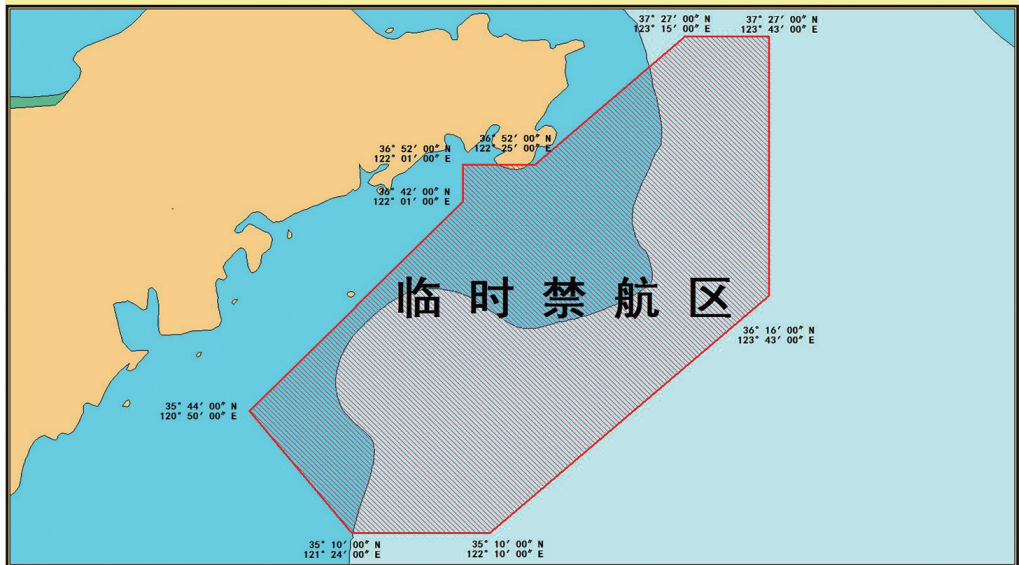 37° 27′ 00″ N
123° 15′ 00″ E
37° 27′ 00″ N
123° 43′ 00″ E
36° 52′ 00″ N
122° 25′ 00″ E
36° 52′ 00″ N
122° 01′ 00″ E
36° 42′ 00″ N
122° 01′ 00″ E
临时禁航区
36° 16′ 00″ N
123° 43′ 00″ E
35° 44′ 00″ N
120° 50′ 00″ E
35° 10′ 00″ N
121° 24′ 00″ E
35° 10′ 00″ N
122° 10′ 00″ E